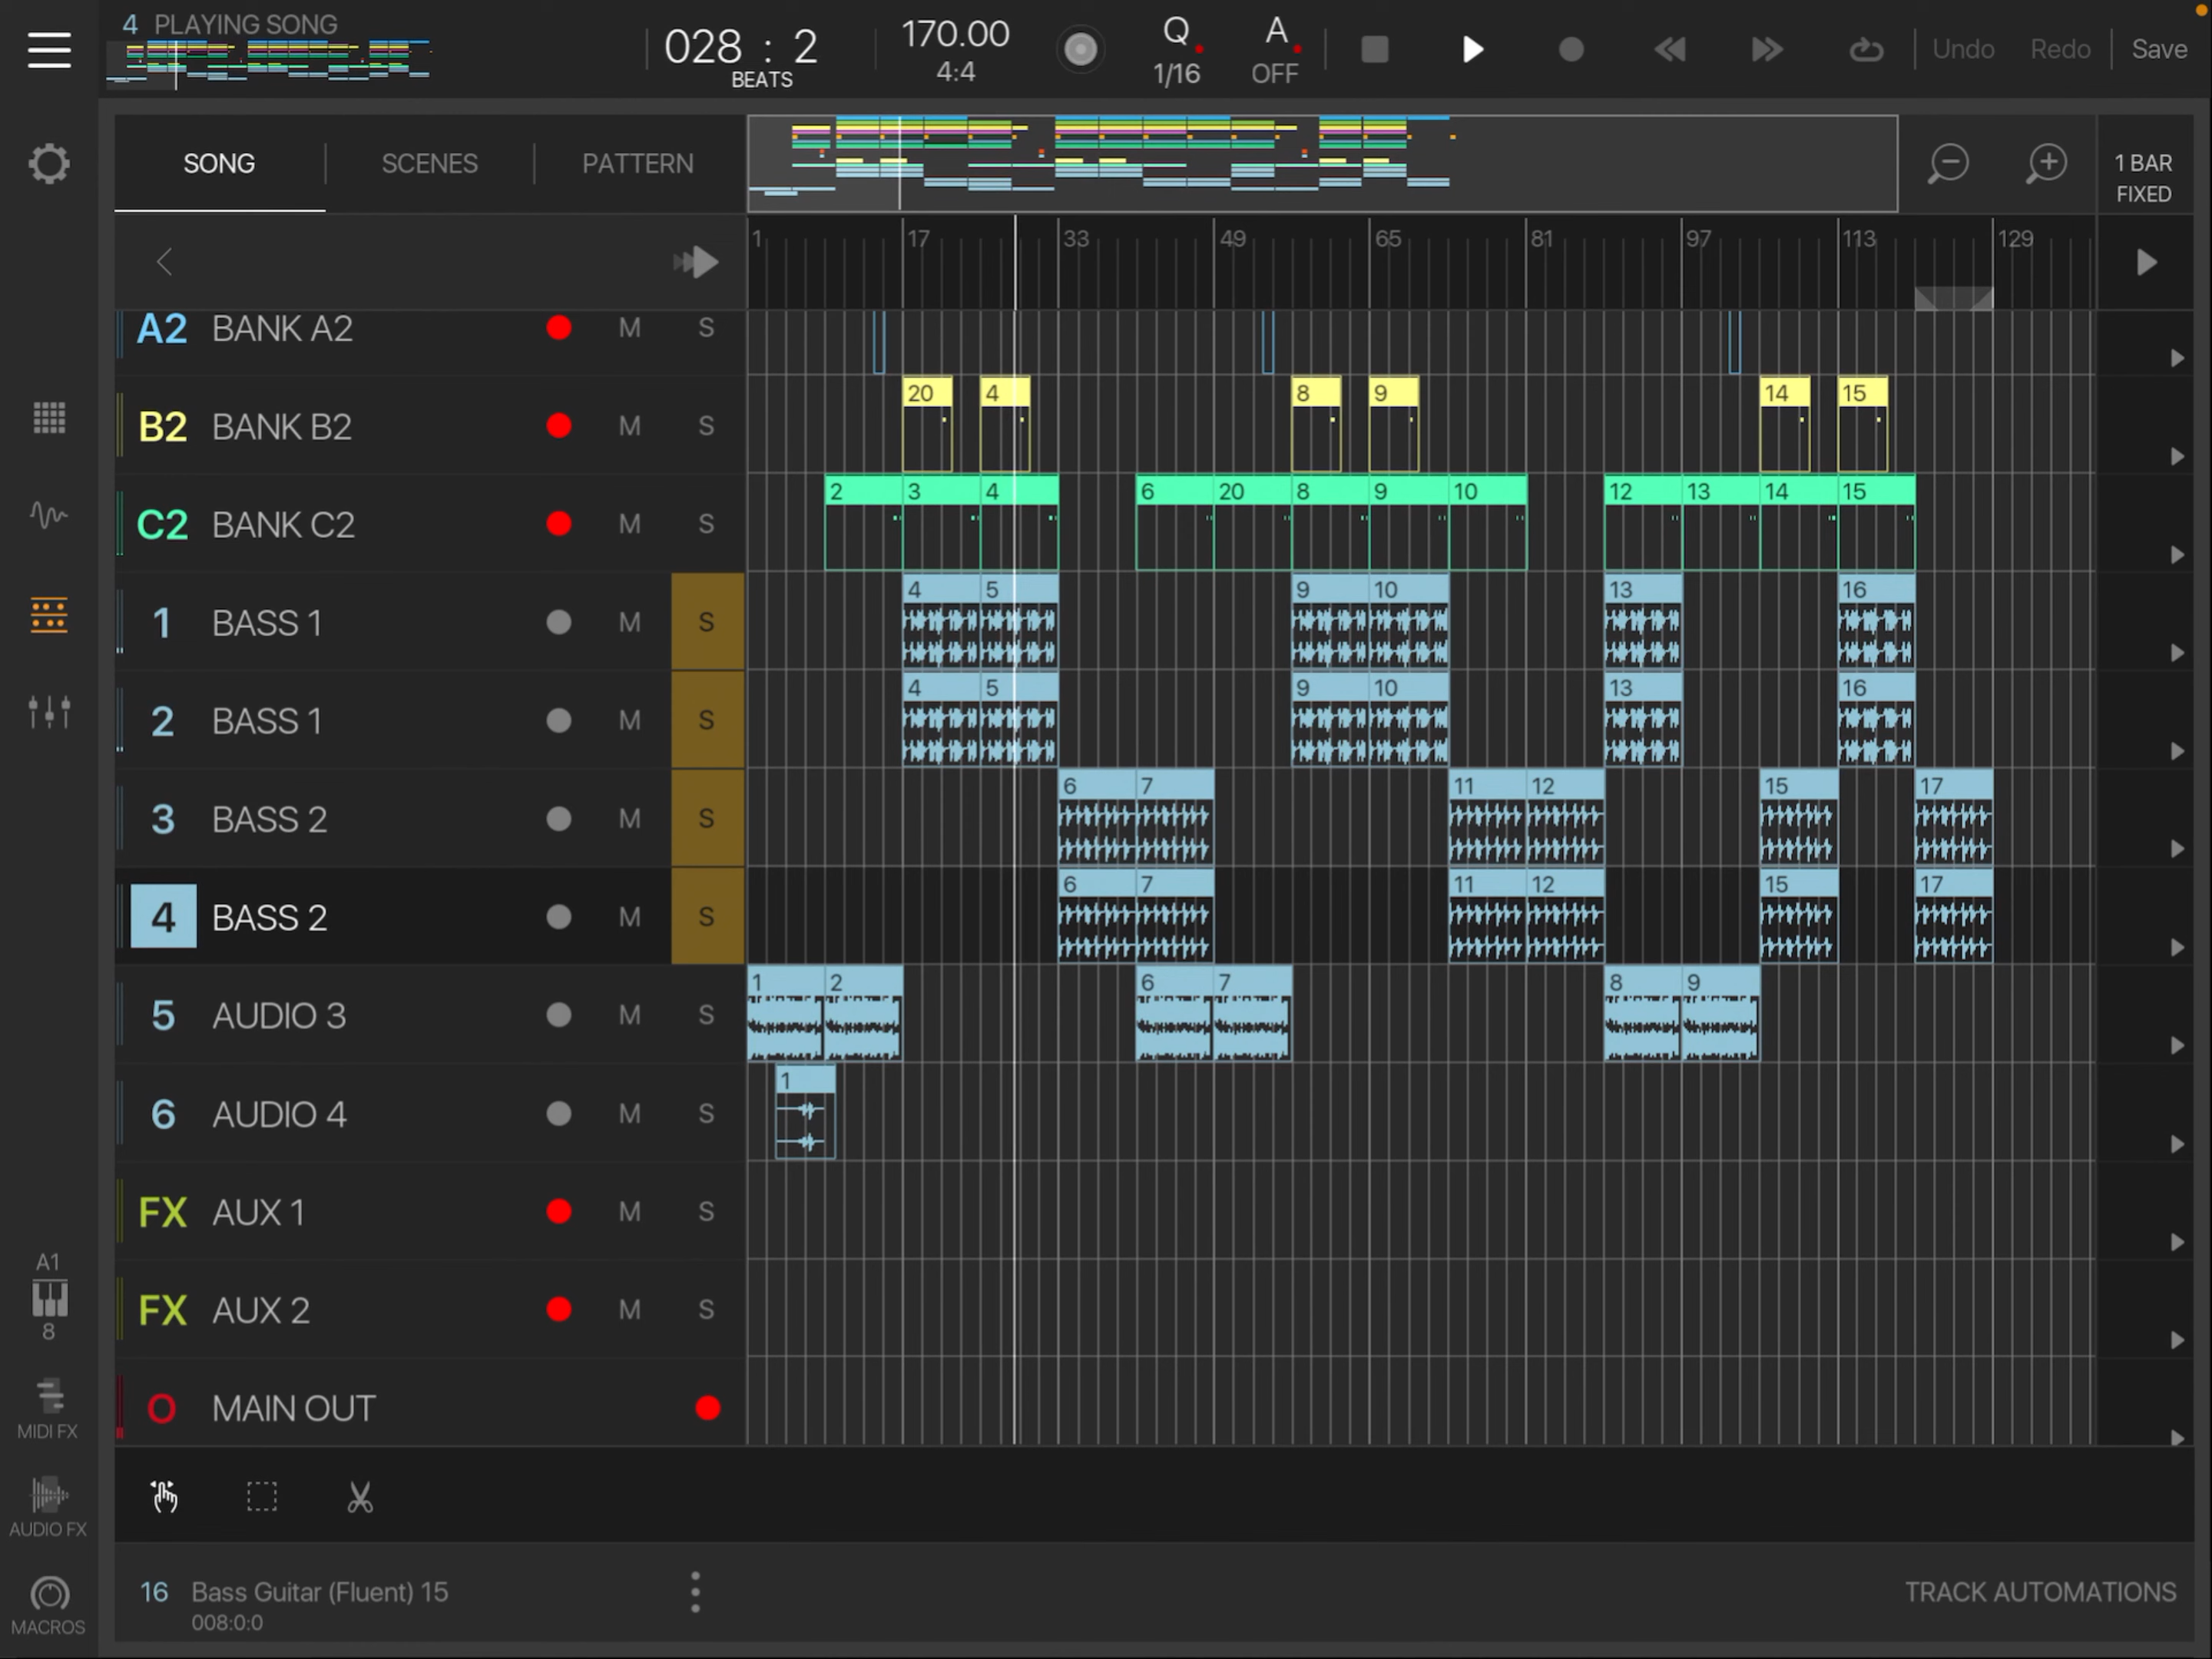 4 PLAYING SONG
028 : 2
BEATS
170.00
4:4
Q
1/16
A
OFF
Undo
Redo
Save
SONG
SCENES
PATTERN
1 BAR
FIXED
1 17 33 49 65 81 97 113 129
A2 BANK A2 M S
B2 BANK B2 M S 20 4 8 9 14 15
C2 BANK C2 M S 2 3 4 6 20 8 9 10 12 13 14 15
1 BASS 1 M S 4 5 9 10 13 16
2 BASS 1 M S 4 5 9 10 13 16
3 BASS 2 M S 6 7 11 12 15 17
4 BASS 2 M S 6 7 11 12 15 17
5 AUDIO 3 M S 1 2 6 7 8 9
6 AUDIO 4 M S 1
FX AUX 1 M S
FX AUX 2 M S
O MAIN OUT
A1
8
MIDI FX
AUDIO FX
MACROS
16 Bass Guitar (Fluent) 15
008:0:0
TRACK AUTOMATIONS